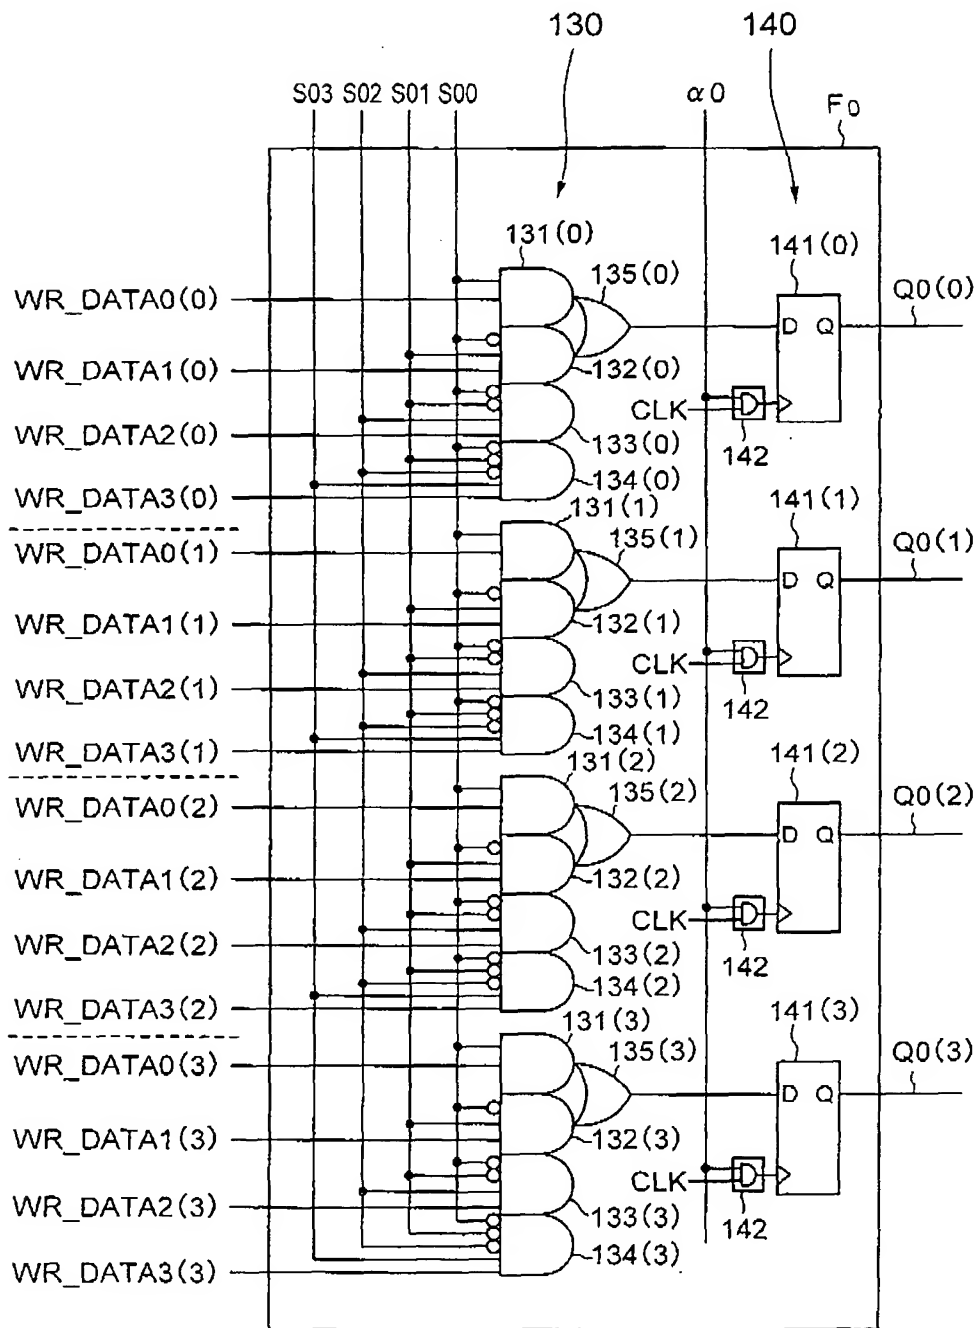 130
140
S03 S02 S01 S00
α0
F0
131(0)
135(0)
141(0)
WR_DATA0(0)
D Q
Q0(0)
WR_DATA1(0)
132(0)
CLK
142
WR_DATA2(0)
133(0)
134(0)
WR_DATA3(0)
131(1)
135(1)
141(1)
WR_DATA0(1)
D Q
Q0(1)
WR_DATA1(1)
132(1)
CLK
142
WR_DATA2(1)
133(1)
134(1)
WR_DATA3(1)
131(2)
135(2)
141(2)
WR_DATA0(2)
D Q
Q0(2)
WR_DATA1(2)
132(2)
CLK
142
WR_DATA2(2)
133(2)
134(2)
WR_DATA3(2)
131(3)
135(3)
141(3)
WR_DATA0(3)
D Q
Q0(3)
WR_DATA1(3)
132(3)
CLK
142
WR_DATA2(3)
133(3)
134(3)
WR_DATA3(3)